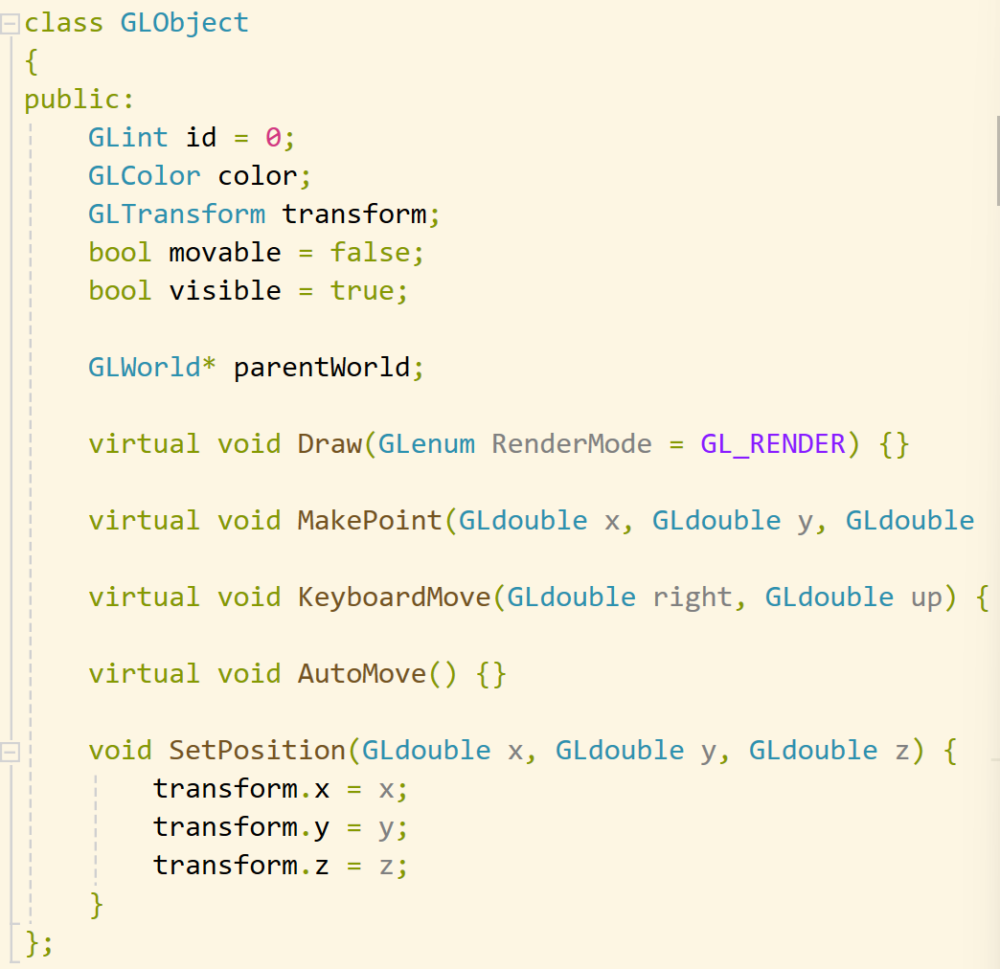 class GLObject
{
public:
    GLint id = 0;
    GLColor color;
    GLTransform transform;
    bool movable = false;
    bool visible = true;

    GLWorld* parentWorld;

    virtual void Draw(GLenum RenderMode = GL_RENDER) {}

    virtual void MakePoint(GLdouble x, GLdouble y, GLdouble

    virtual void KeyboardMove(GLdouble right, GLdouble up) {

    virtual void AutoMove() {}

    void SetPosition(GLdouble x, GLdouble y, GLdouble z) {
        transform.x = x;
        transform.y = y;
        transform.z = z;
    }
};